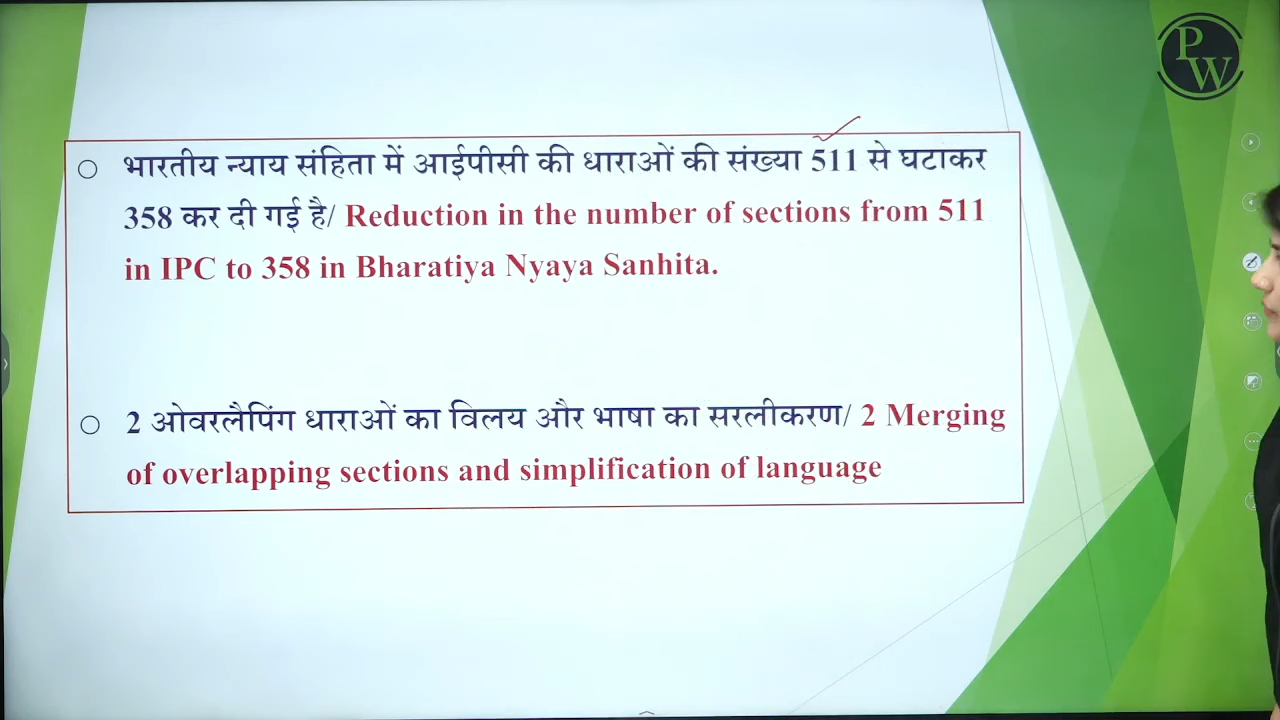 PW
भारतीय न्याय संहिता में आईपीसी की धाराओं की संख्या 511 से घटाकर
358 कर दी गई है/ Reduction in the number of sections from 511
in IPC to 358 in Bharatiya Nyaya Sanhita.
2 ओवरलैपिंग धाराओं का विलय और भाषा का सरलीकरण/ 2 Merging
of overlapping sections and simplification of language